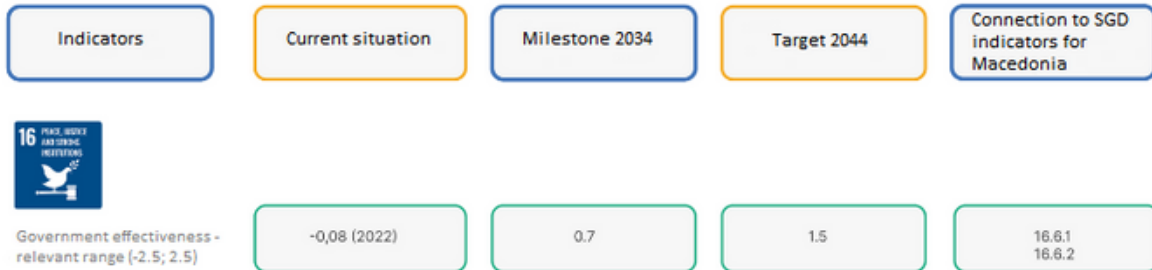 Indicators
Current situation
Milestone 2034
Target 2044
Connection to SGD
indicators for
Macedonia
16 PEACE, JUSTICE
AND STRONG
INSTITUTIONS
Government effectiveness -
relevant range (-2.5; 2.5)
-0,08 (2022)
0.7
1.5
16.6.1
16.6.2